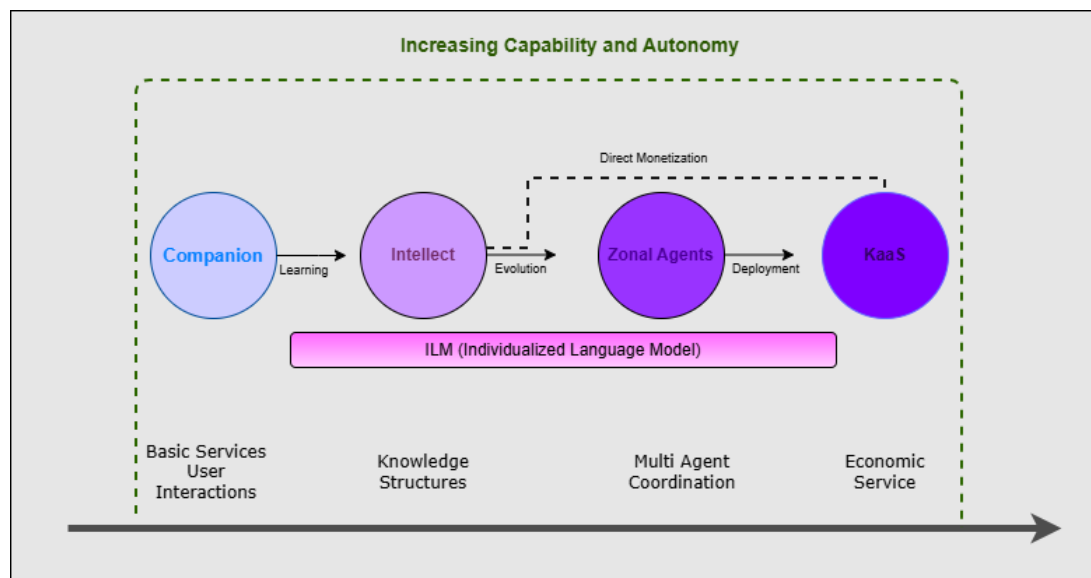 Increasing Capability and Autonomy
Direct Monetization
Companion
Learning
Intellect
Evolution
Zonal Agents
Deployment
KaaS
ILM (Individualized Language Model)
Basic Services
User
Interactions
Knowledge
Structures
Multi Agent
Coordination
Economic
Service